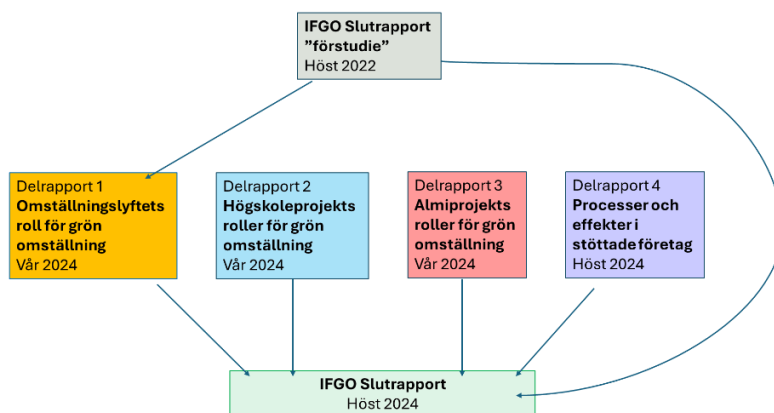 IFGO Slutrapport
”förstudie”
Höst 2022
Delrapport 1
Omställningslyftets
roll för grön
omställning
Vår 2024
Delrapport 2
Högskoleprojekts
roller för grön
omställning
Vår 2024
Delrapport 3
Almiprojekts
roller för grön
omställning
Vår 2024
Delrapport 4
Processer och
effekter i
stöttade företag
Höst 2024
IFGO Slutrapport
Höst 2024